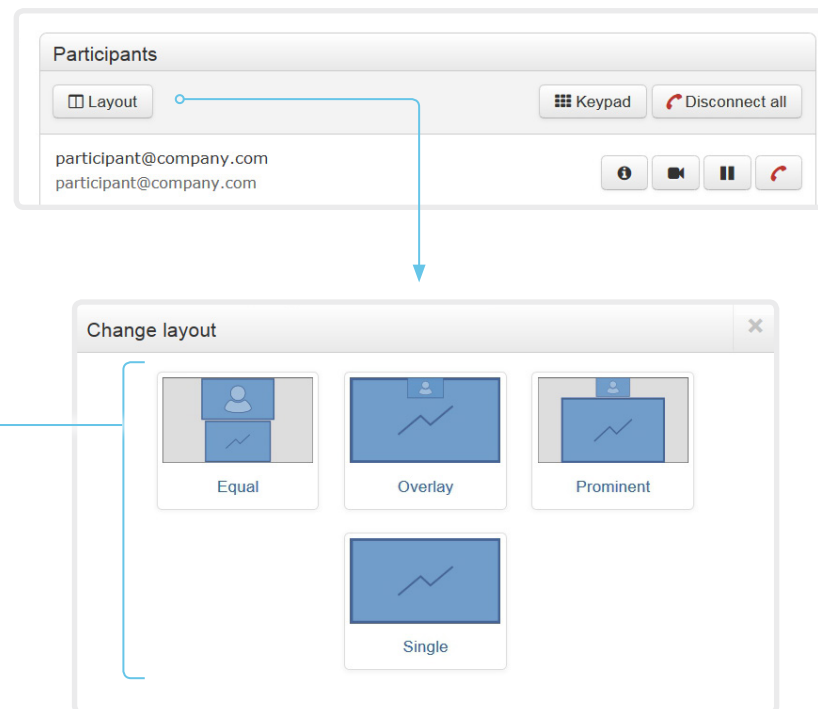 Participants
Layout Keypad Disconnect all
participant@company.com
participant@company.com
Change layout
Equal Overlay Prominent
Single